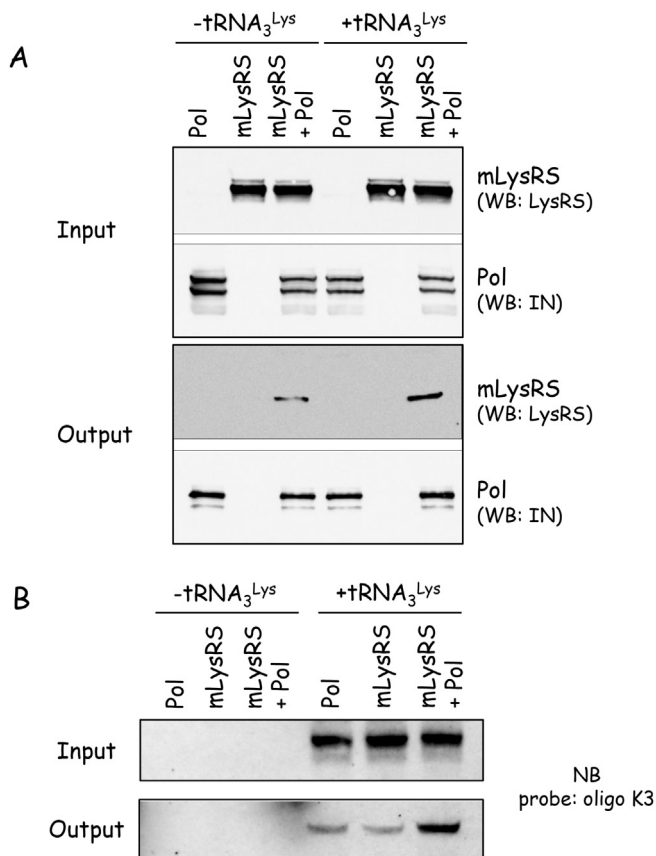 A
-tRNA₃ᴸʸˢ +tRNA₃ᴸʸˢ
Pol
mLysRS
mLysRS
+ Pol
Pol
mLysRS
mLysRS
+ Pol
Input
mLysRS
(WB: LysRS)
Pol
(WB: IN)
Output
mLysRS
(WB: LysRS)
Pol
(WB: IN)
B
-tRNA₃ᴸʸˢ +tRNA₃ᴸʸˢ
Pol
mLysRS
mLysRS
+ Pol
Pol
mLysRS
mLysRS
+ Pol
Input
Output
NB
probe: oligo K3